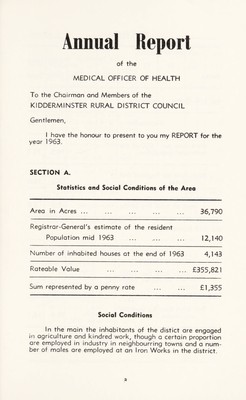 Annual Report
of the
MEDICAL OFFICER OF HEALTH
To the Chairman and Members of the
KIDDERMINSTER RURAL DISTRICT COUNCIL
Gentlemen,
I have the honour to present to you my REPORT for the
year 1963.
SECTION A.
Statistics and Social Conditions of the Area
Area in Acres ... ... ... ... ... 36,790
Registrar-General's estimate of the resident
Population mid 1963 ... ... ... 12,140
Number of inhabited houses at the end of 1963 4,143
Rateable Value ... ... ... ... £355,821
Sum represented by a penny rate ... ... £1,355
Social Conditions
In the main the inhabitants of the distict are engaged
in agriculture and kindred work, though a certain proportion
are employed in industry in neighbourring towns and a num-
ber of males are employed at an Iron Works in the district.